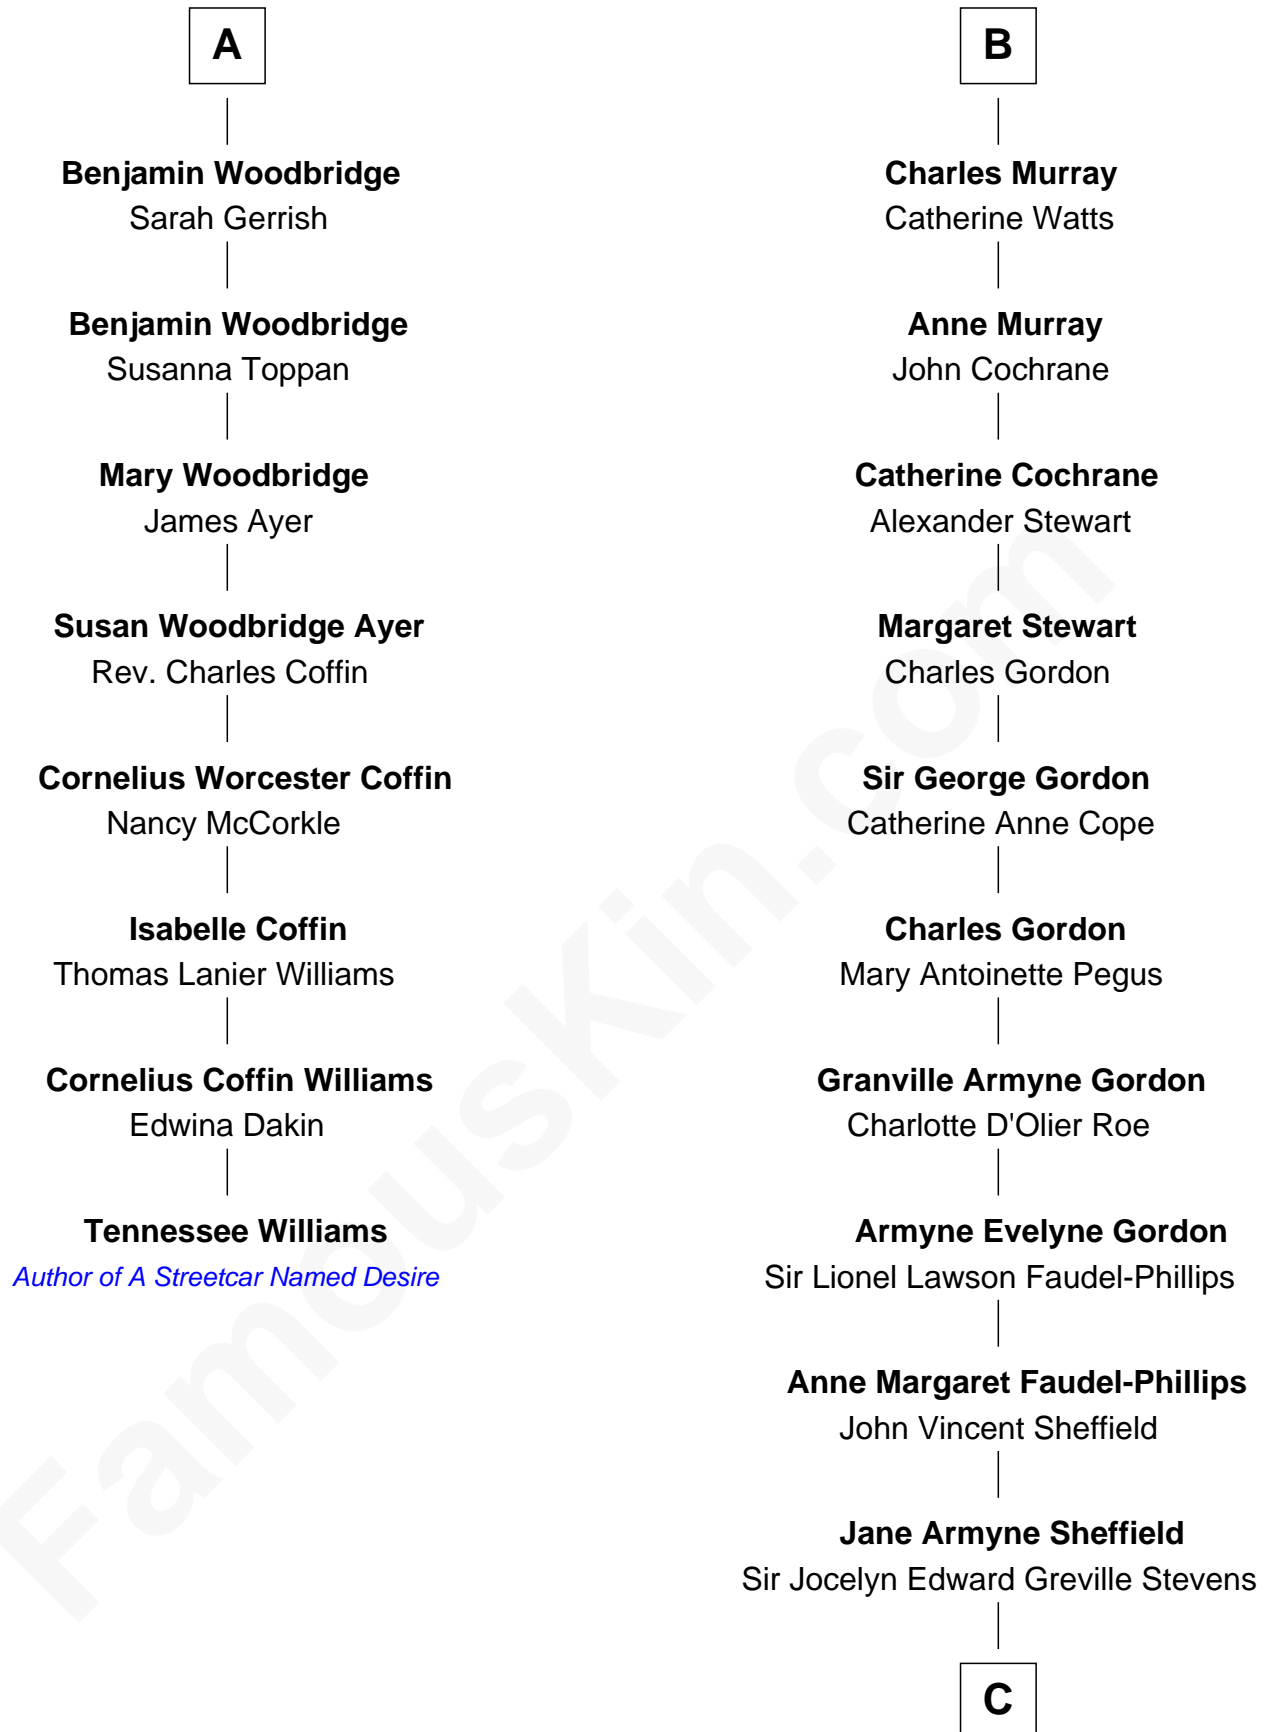 A
Benjamin Woodbridge
Sarah Gerrish
Benjamin Woodbridge
Susanna Toppan
Mary Woodbridge
James Ayer
Susan Woodbridge Ayer
Rev. Charles Coffin
Cornelius Worcester Coffin
Nancy McCorkle
Isabelle Coffin
Thomas Lanier Williams
Cornelius Coffin Williams
Edwina Dakin
Tennessee Williams
Author of A Streetcar Named Desire
B
Charles Murray
Catherine Watts
Anne Murray
John Cochrane
Catherine Cochrane
Alexander Stewart
Margaret Stewart
Charles Gordon
Sir George Gordon
Catherine Anne Cope
Charles Gordon
Mary Antoinette Pegus
Granville Armyne Gordon
Charlotte D'Olier Roe
Armyne Evelyne Gordon
Sir Lionel Lawson Faudel-Phillips
Anne Margaret Faudel-Phillips
John Vincent Sheffield
Jane Armyne Sheffield
Sir Jocelyn Edward Greville Stevens
C
FamousKin.com